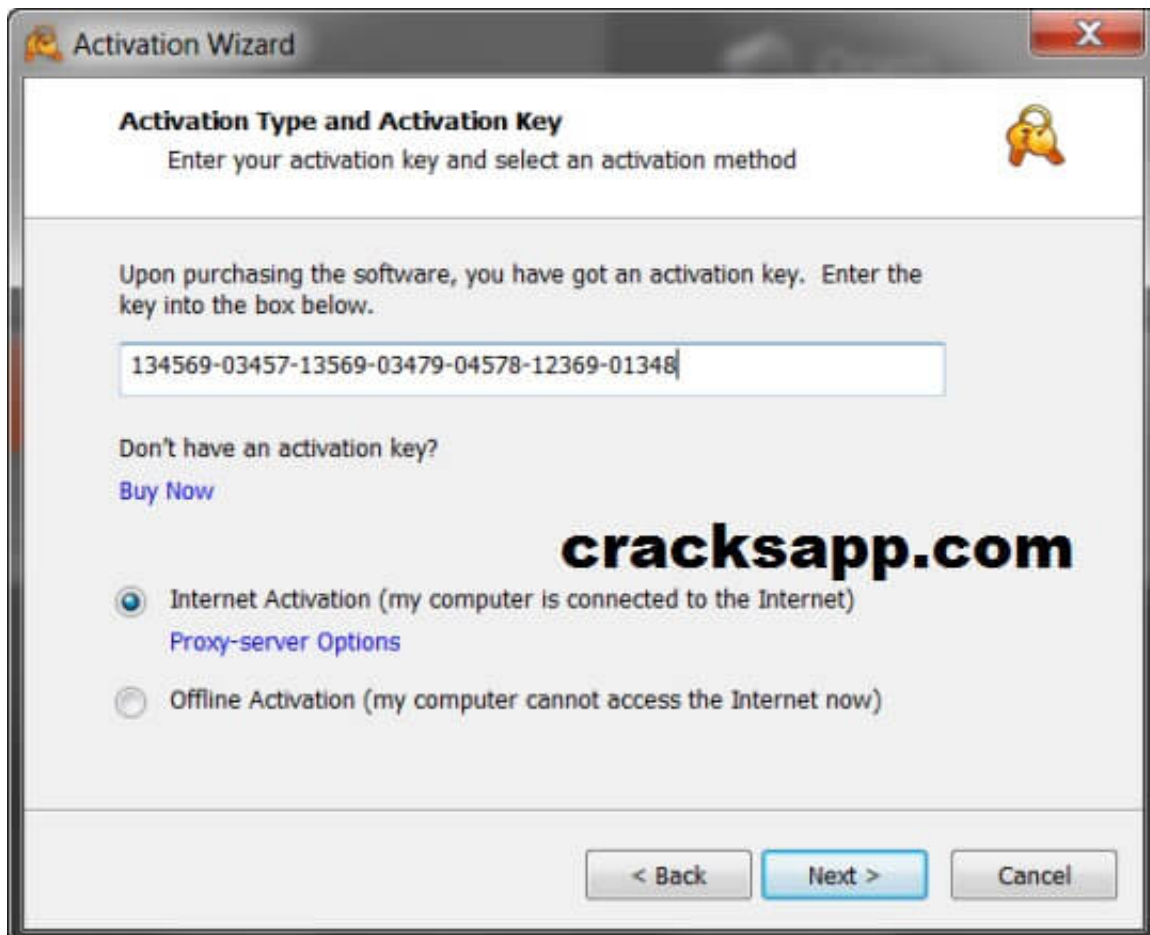 Activation Wizard
Activation Type and Activation Key
Enter your activation key and select an activation method
Upon purchasing the software, you have got an activation key. Enter the
key into the box below.
134569-03457-13569-03479-04578-12369-01348
Don't have an activation key?
Buy Now
cracksapp.com
Internet Activation (my computer is connected to the Internet)
Proxy-server Options
Offline Activation (my computer cannot access the Internet now)
< Back
Next >
Cancel